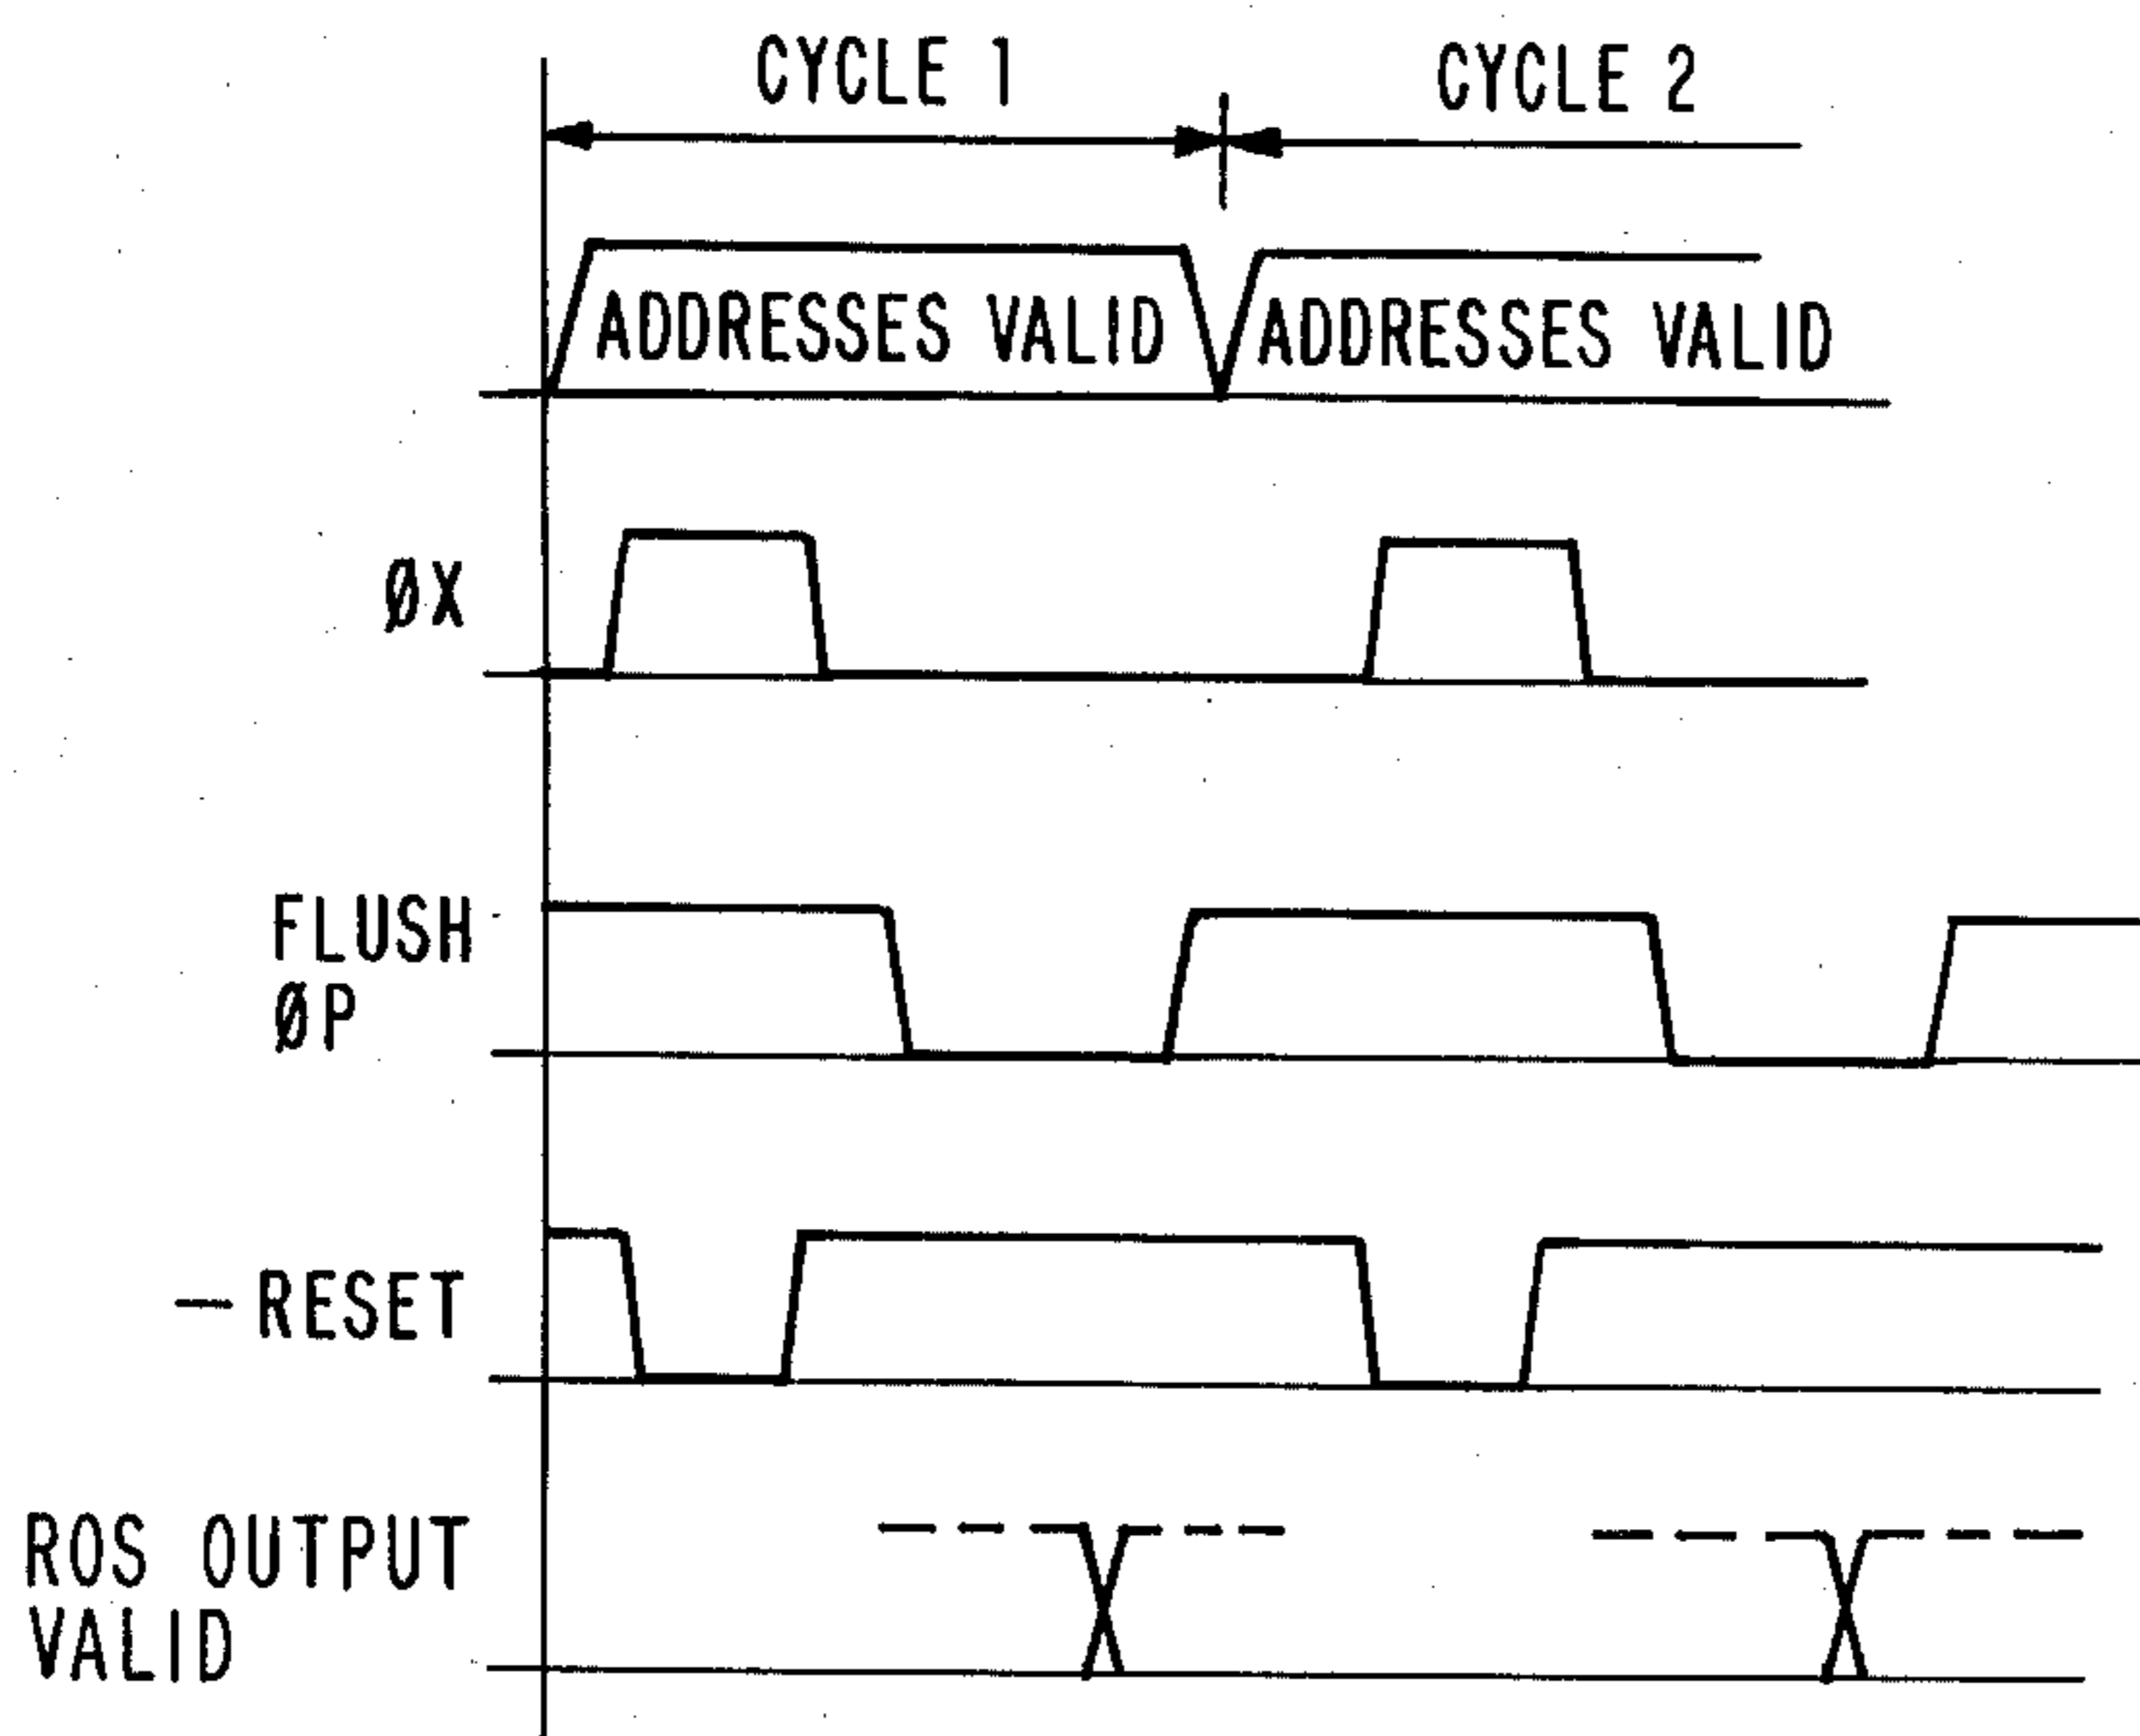 CYCLE 1
CYCLE 2
ADDRESSES VALID
ADDRESSES VALID
ØX
FLUSH
ØP
—RESET
ROS OUTPUT
VALID